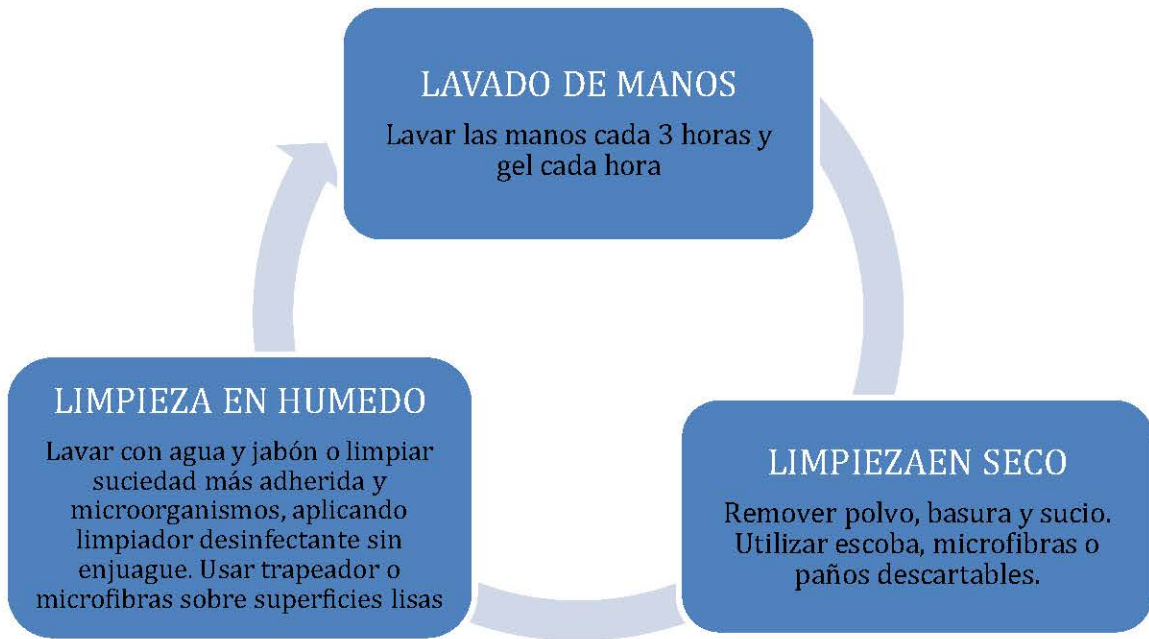 LAVADO DE MANOS
Lavar las manos cada 3 horas y
gel cada hora
LIMPIEZAEN SECO
Remover polvo, basura y sucio.
Utilizar escoba, microfibras o
paños descartables.
LIMPIEZA EN HUMEDO
Lavar con agua y jabón o limpiar
suciedad más adherida y
microorganismos, aplicando
limpiador desinfectante sin
enjuague. Usar trapeador o
microfibras sobre superficies lisas